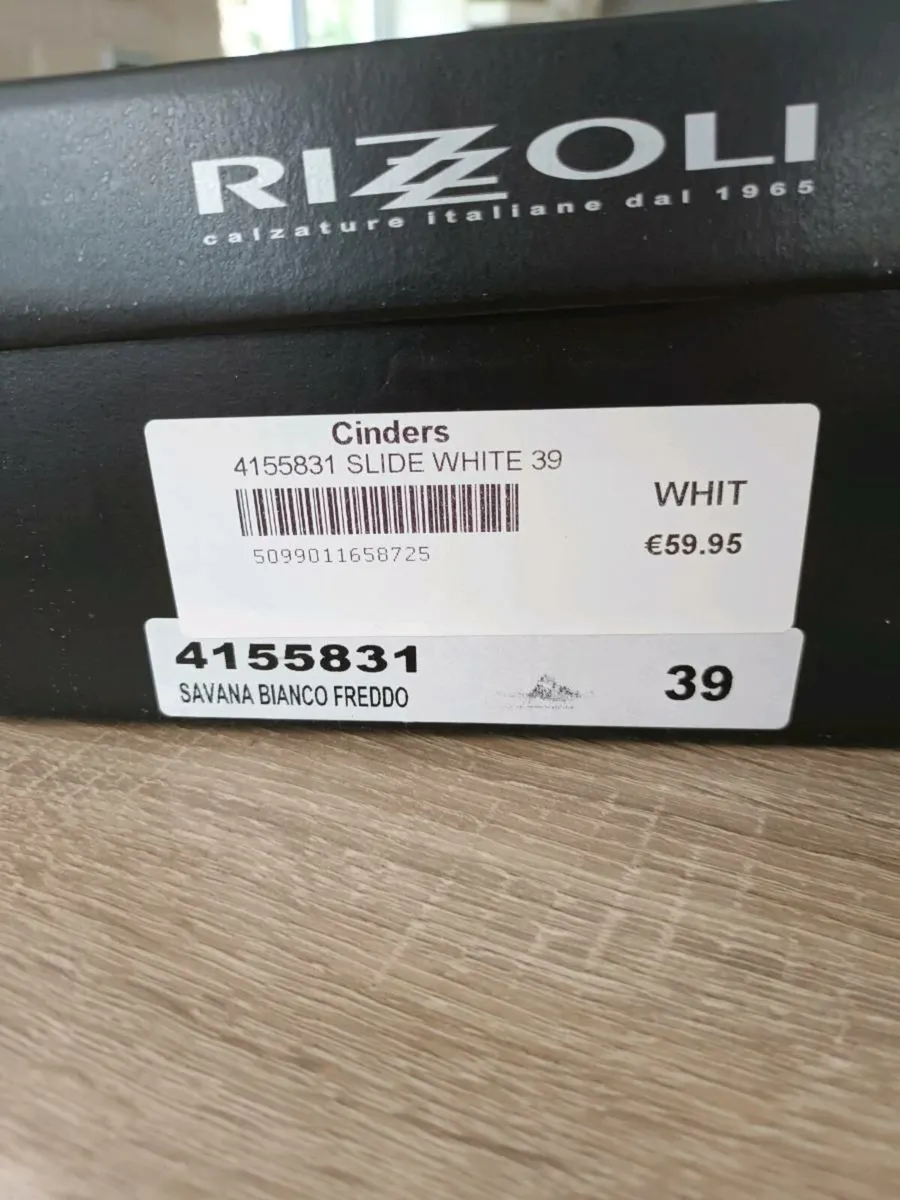 RIZZOLI
calzature italiane dal 1965
Cinders
4155831 SLIDE WHITE 39
WHIT
5099011658725
€59.95
4155831
SAVANA BIANCO FREDDO
39